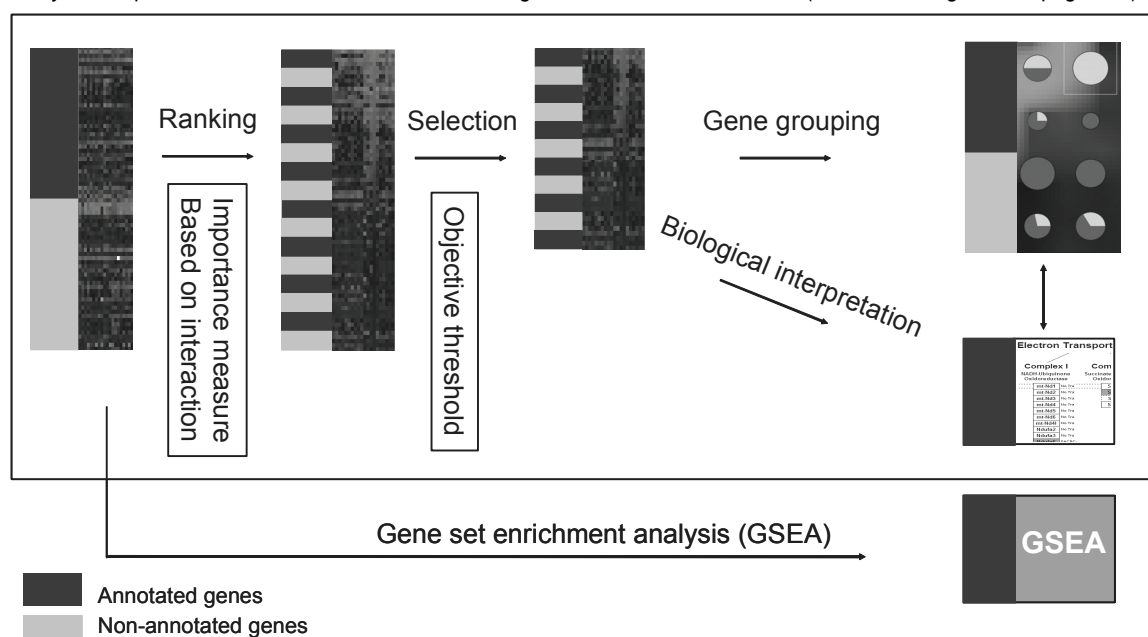 Ranking
Importance measure
Based on interaction
Selection
Objective threshold
Gene grouping
Biological interpretation
Electron Transport
Complex I
Com
NADH-Ubiquinone
Oxidoreductase
Succinate
Oxidor
mt-Nd1
mt-Nd2
mt-Nd3
mt-Nd4
mt-Nd5
mt-Nd6
mt-Nd4l
Ndufa2
Ndufa3
Gene set enrichment analysis (GSEA)
GSEA
Annotated genes
Non-annotated genes